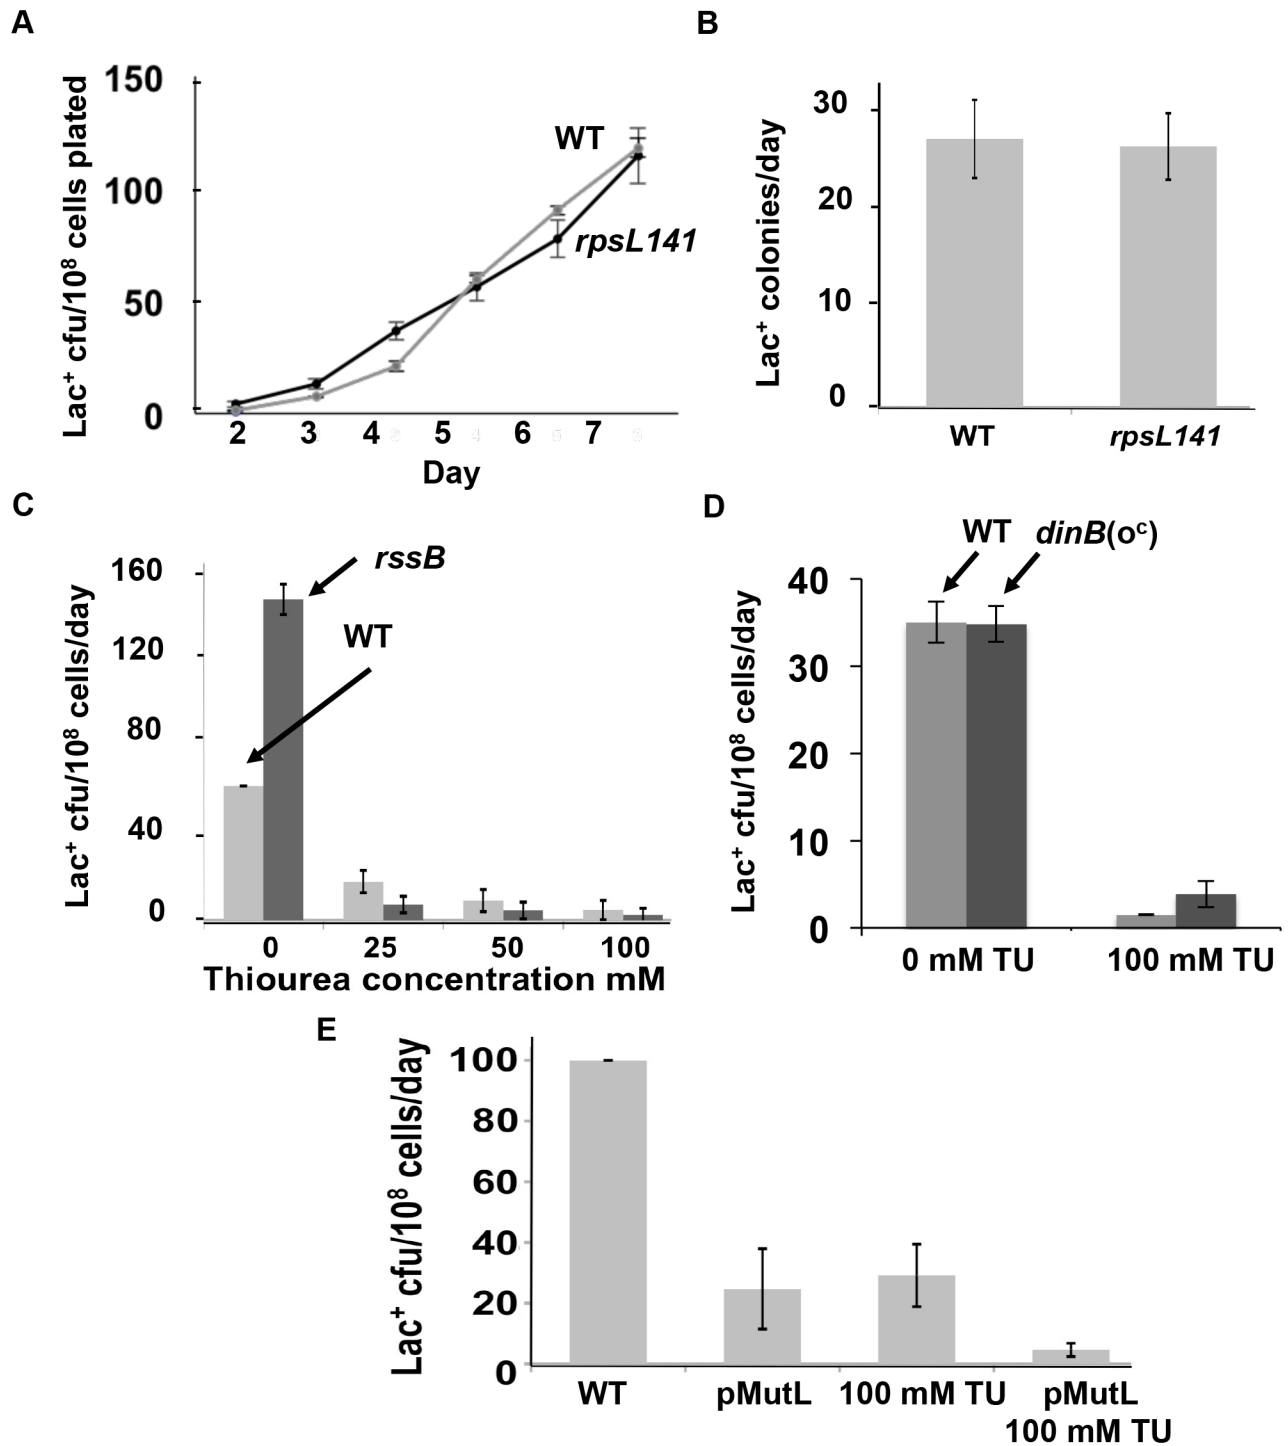 A
Lac⁺ cfu/10⁸ cells plated
150
100
50
0
WT
rpsL141
2 3 4 5 6 7
Day
B
Lac⁺ colonies/day
30
20
10
0
WT rpsL141
C
Lac⁺ cfu/10⁸ cells/day
160
120
80
40
0
rssB
WT
0 25 50 100
Thiourea concentration mM
D
Lac⁺ cfu/10⁸ cells/day
WT dinB(oᶜ)
40
30
20
10
0
0 mM TU 100 mM TU
E
Lac⁺ cfu/10⁸ cells/day
100
80
60
40
20
0
WT pMutL 100 mM TU pMutL
100 mM TU